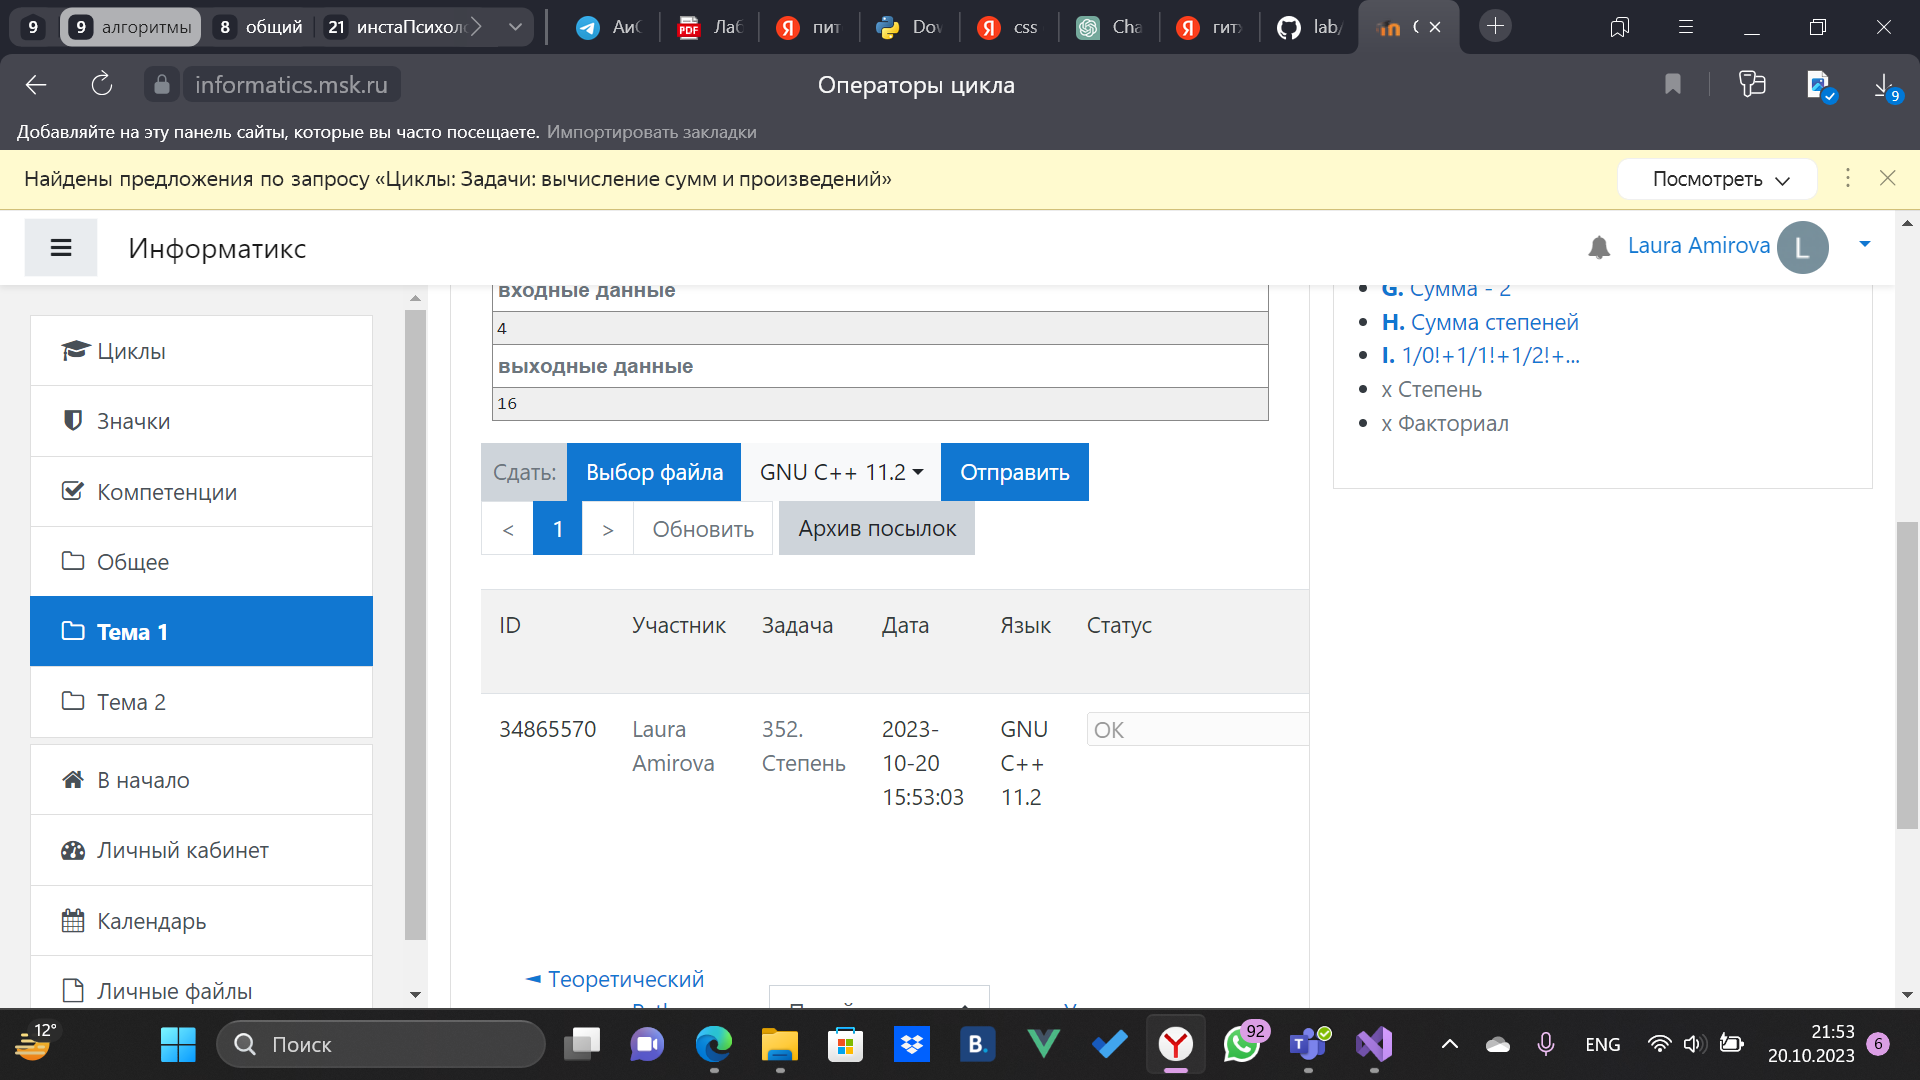 9
9 алгоритмы
8 общий
21 инстаПсихол
АиС
Лаб
пит
Dow
css
Cha
гит
lab/
informatics.msk.ru
Операторы цикла
9
Добавляйте на эту панель сайты, которые вы часто посещаете. Импортировать закладки
Найдены предложения по запросу «Циклы: Задачи: вычисление сумм и произведений»
Посмотреть
Информатикс
Laura Amirova
L
Циклы
Значки
Компетенции
Общее
Тема 1
Тема 2
В начало
Личный кабинет
Календарь
Личные файлы
входные данные
4
выходные данные
16
Сдать: Выбор файла GNU C++ 11.2 Отправить
< 1 > Обновить Архив посылок
ID Участник Задача Дата Язык Статус
34865570 Laura Amirova 352. Степень 2023-10-20 15:53:03 GNU C++ 11.2 OK
◄ Теоретический
G. Сумма - 2
H. Сумма степеней
I. 1/0!+1/1!+1/2!+...
x Степень
x Факториал
12°
Поиск
B.
92
ENG
21:53
20.10.2023
6